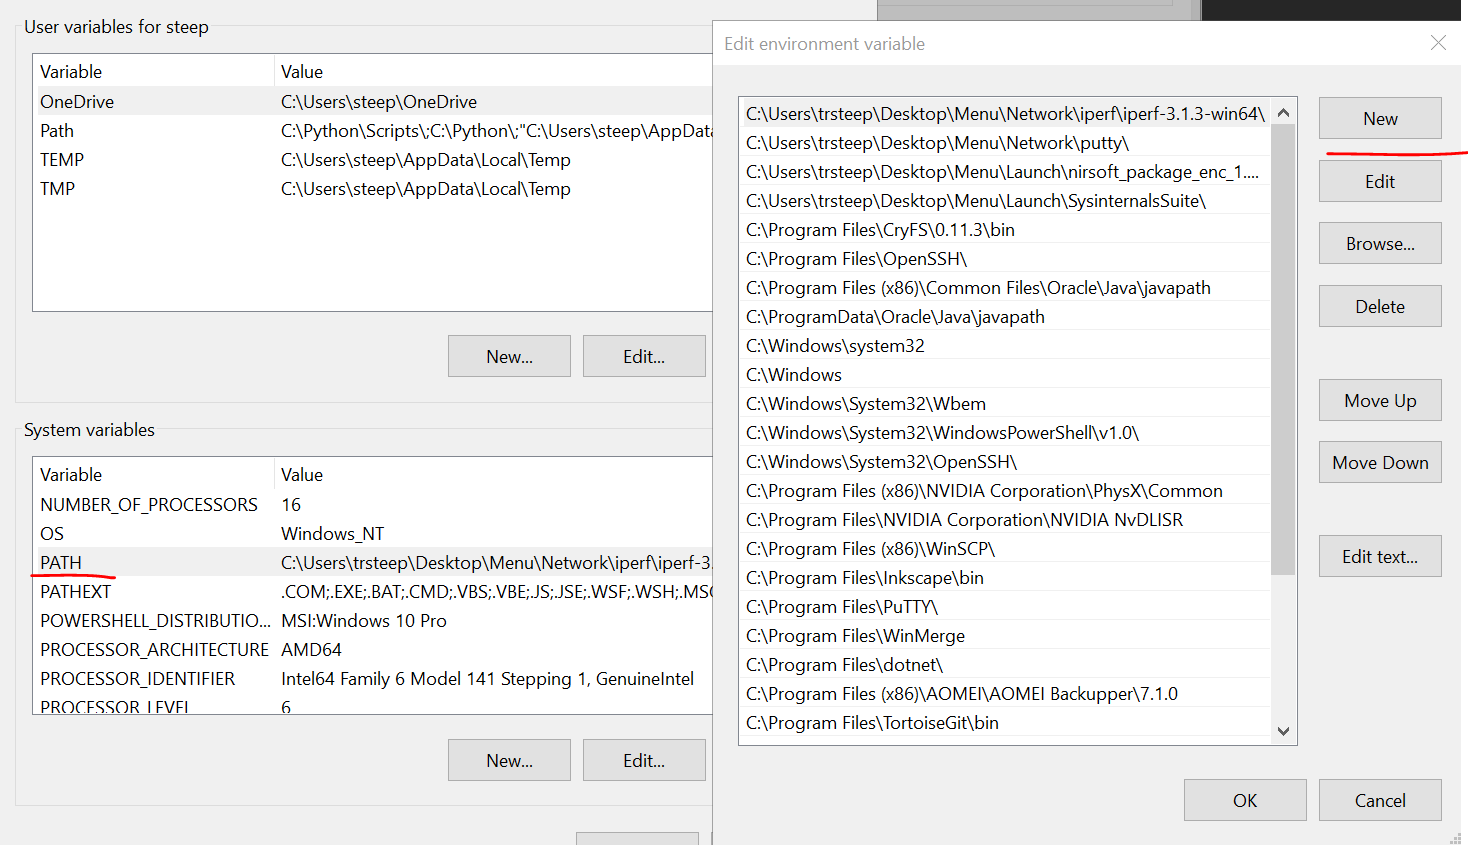 User variables for steep
Variable Value
OneDrive C:\Users\steep\OneDrive
Path C:\Python\Scripts\;C:\Python\;"C:\Users\steep\AppData
TEMP C:\Users\steep\AppData\Local\Temp
TMP C:\Users\steep\AppData\Local\Temp
New... Edit...
System variables
Variable Value
NUMBER_OF_PROCESSORS 16
OS Windows_NT
PATH C:\Users\trsteep\Desktop\Menu\Network\iperf\iperf-3.
PATHEXT .COM;.EXE;.BAT;.CMD;.VBS;.VBE;.JS;.JSE;.WSF;.WSH;.MSC
POWERSHELL_DISTRIBUTIO... MSI:Windows 10 Pro
PROCESSOR_ARCHITECTURE AMD64
PROCESSOR_IDENTIFIER Intel64 Family 6 Model 141 Stepping 1, GenuineIntel
PROCESSOR_LEVEL 6
New... Edit...
Edit environment variable
C:\Users\trsteep\Desktop\Menu\Network\iperf\iperf-3.1.3-win64\
C:\Users\trsteep\Desktop\Menu\Network\putty\
C:\Users\trsteep\Desktop\Menu\Launch\nirsoft_package_enc_1....
C:\Users\trsteep\Desktop\Menu\Launch\SysinternalsSuite\
C:\Program Files\CryFS\0.11.3\bin
C:\Program Files\OpenSSH\
C:\Program Files (x86)\Common Files\Oracle\Java\javapath
C:\ProgramData\Oracle\Java\javapath
C:\Windows\system32
C:\Windows
C:\Windows\System32\Wbem
C:\Windows\System32\WindowsPowerShell\v1.0\
C:\Windows\System32\OpenSSH\
C:\Program Files (x86)\NVIDIA Corporation\PhysX\Common
C:\Program Files\NVIDIA Corporation\NVIDIA NvDLISR
C:\Program Files (x86)\WinSCP\
C:\Program Files\Inkscape\bin
C:\Program Files\PuTTY\
C:\Program Files\WinMerge
C:\Program Files\dotnet\
C:\Program Files (x86)\AOMEI\AOMEI Backupper\7.1.0
C:\Program Files\TortoiseGit\bin
New
Edit
Browse...
Delete
Move Up
Move Down
Edit text...
OK Cancel